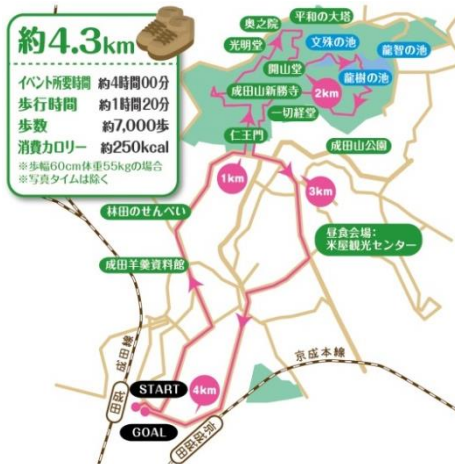 約4.3km
イベント所要時間 約4時間00分
歩行時間 約1時間20分
歩数 約7,000歩
消費カロリー 約250kcal
※歩幅60cm体重55kgの場合
※写真タイムは除く
奥之院
平和の大塔
光明堂
文殊の池
龍智の池
開山堂
龍樹の池
成田山新勝寺
2km
一切経堂
仁王門
成田山公園
1km
3km
林田のせんべい
昼食会場:
米屋観光センター
成田羊羹資料館
成田線
京成本線
成田
START
4km
GOAL
京成成田